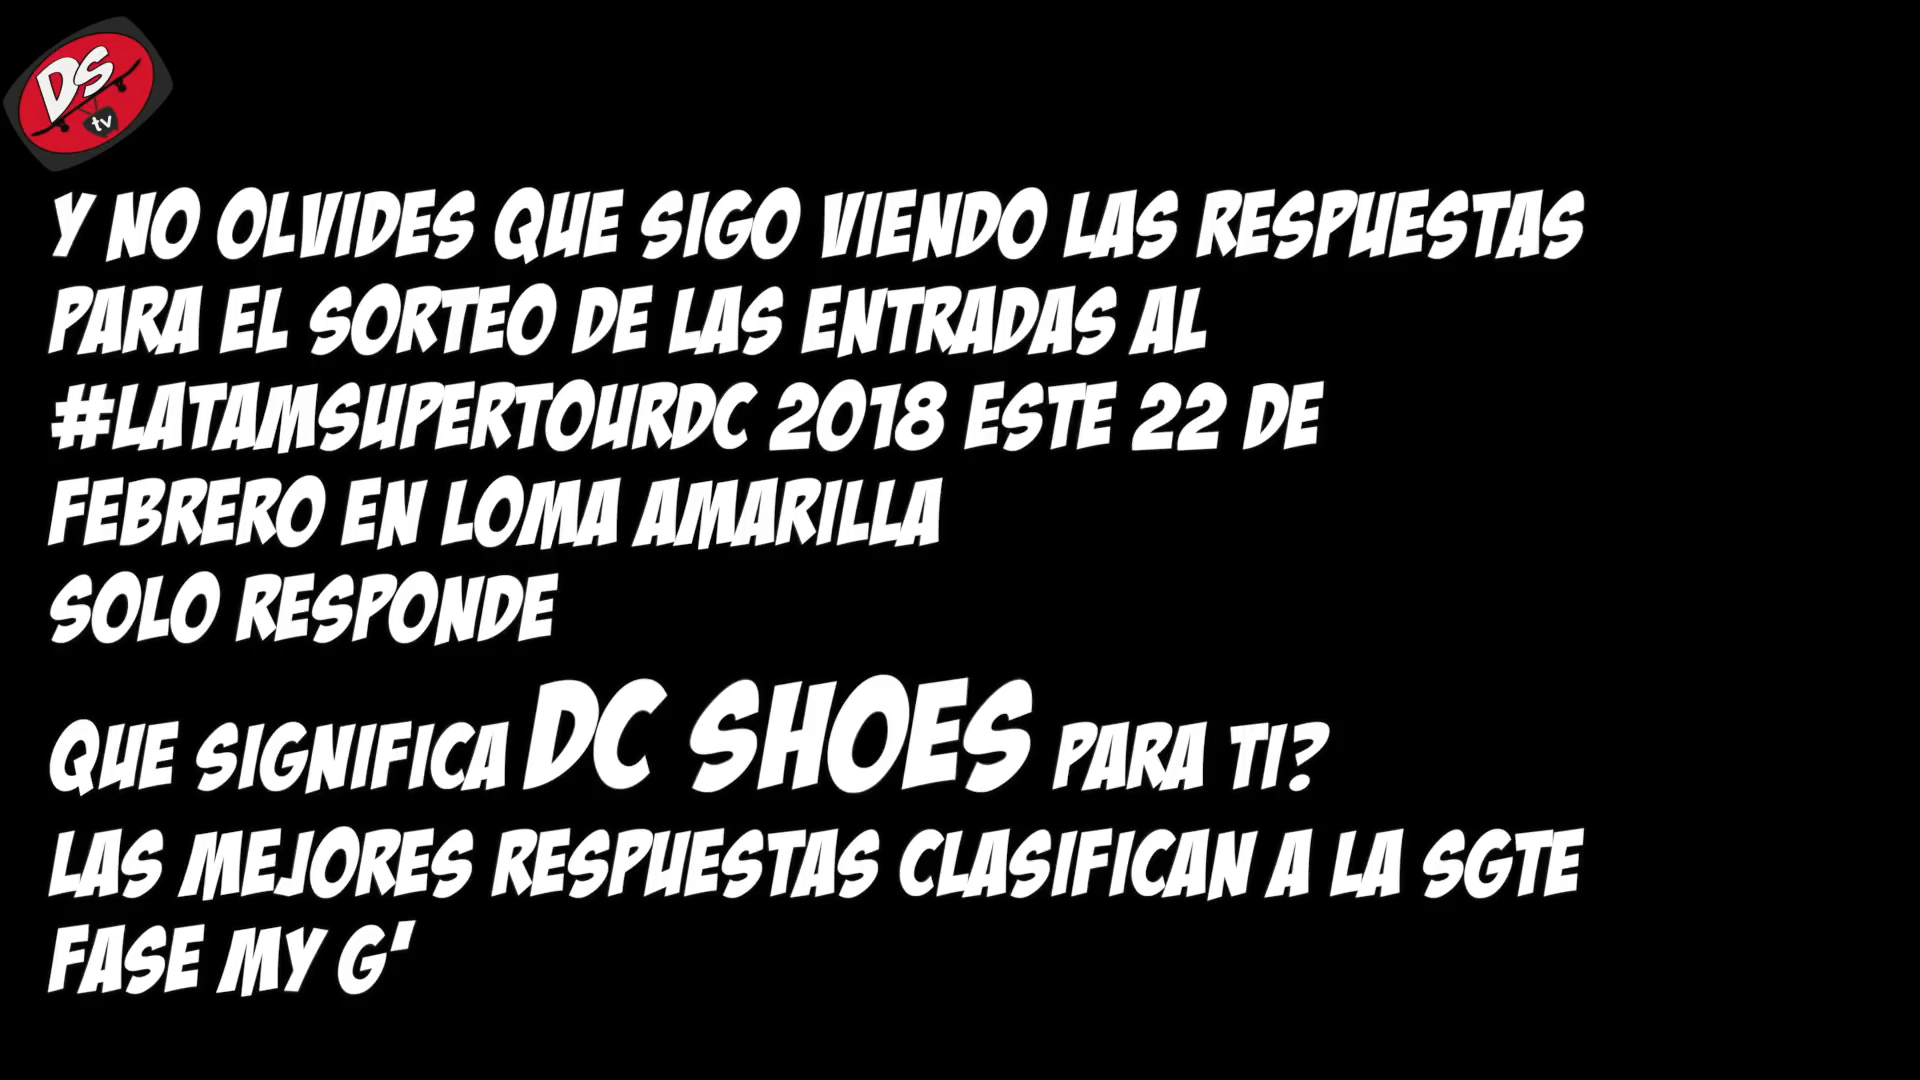 DS
tv
Y NO OLVIDES QUE SIGO VIENDO LAS RESPUESTAS
PARA EL SORTEO DE LAS ENTRADAS AL
#LATAMSUPERTOURDC 2018 ESTE 22 DE
FEBRERO EN LOMA AMARILLA
SOLO RESPONDE
QUE SIGNIFICA DC SHOES PARA TI?
LAS MEJORES RESPUESTAS CLASIFICAN A LA SGTE
FASE MY G'